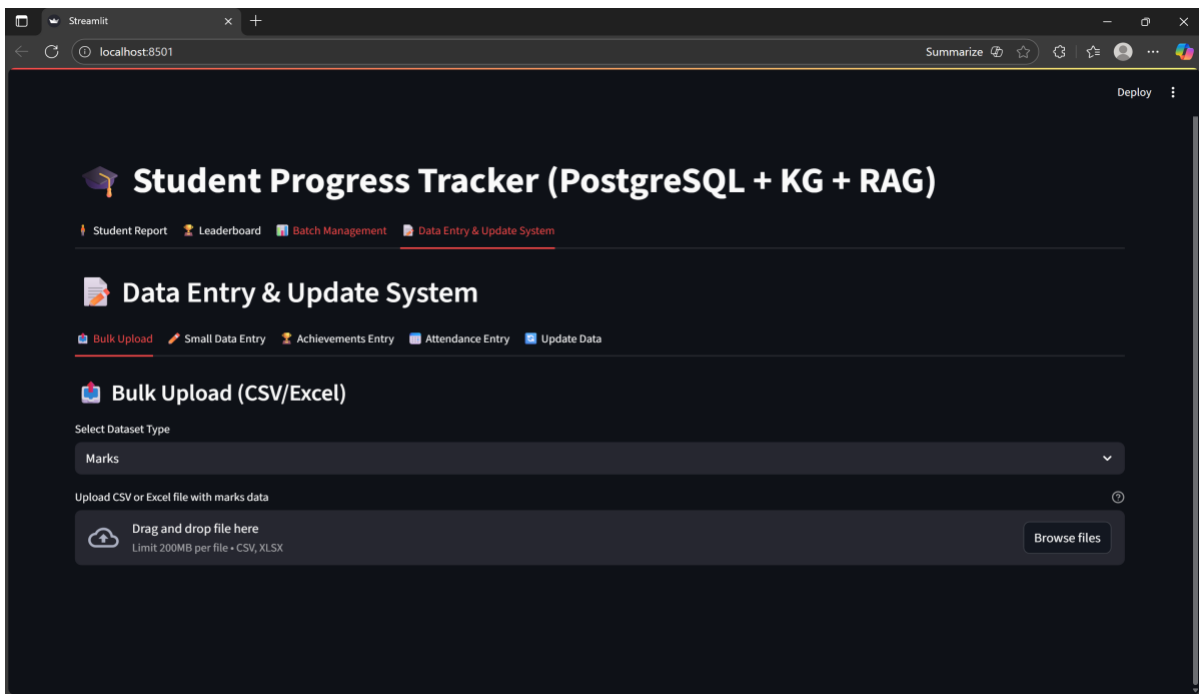 Streamlit
localhost:8501
Summarize
Deploy
Student Progress Tracker (PostgreSQL + KG + RAG)
Student Report Leaderboard Batch Management Data Entry & Update System
Data Entry & Update System
Bulk Upload Small Data Entry Achievements Entry Attendance Entry Update Data
Bulk Upload (CSV/Excel)
Select Dataset Type
Marks
Upload CSV or Excel file with marks data
Drag and drop file here
Limit 200MB per file • CSV, XLSX
Browse files